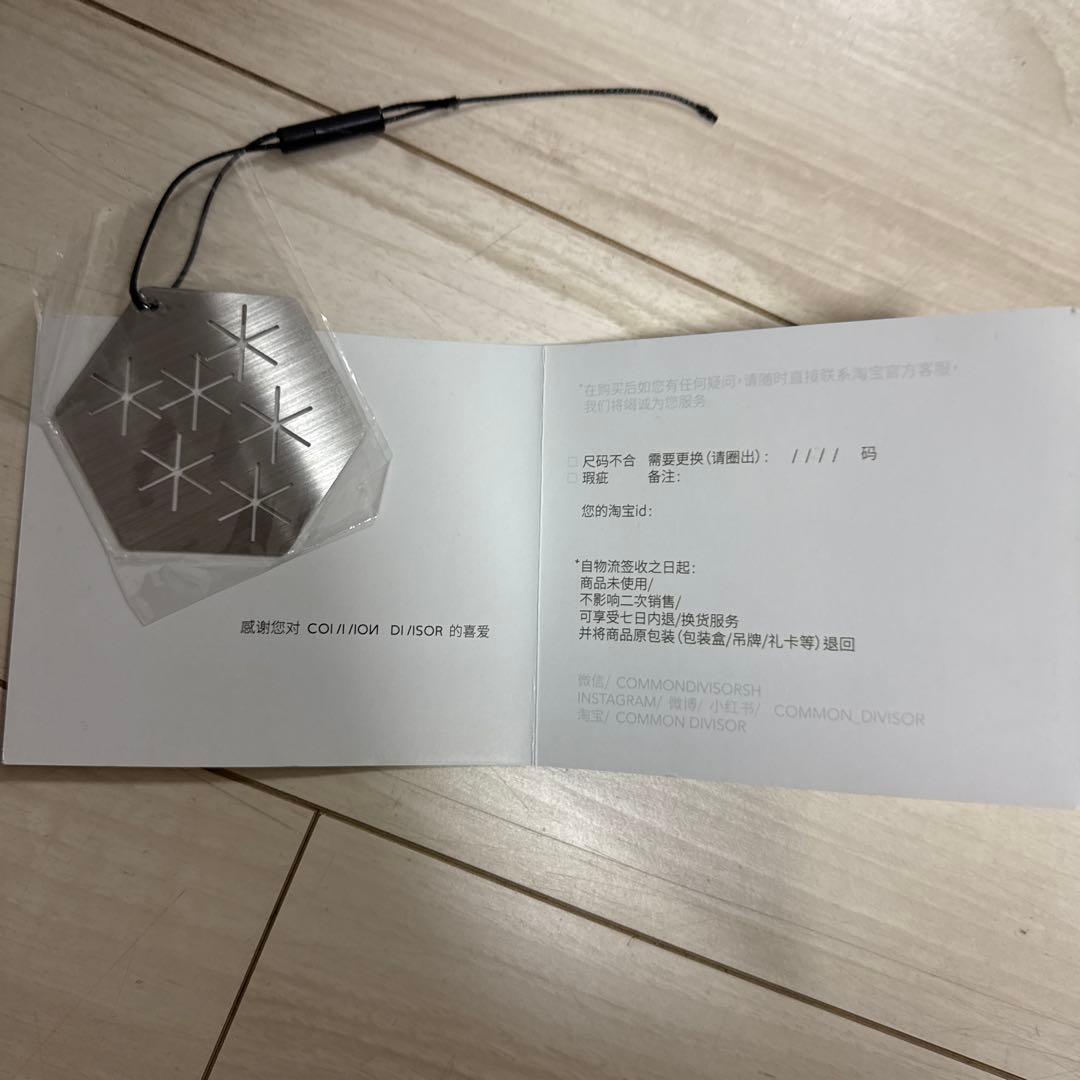 感谢您对 COMMON DIVISOR 的喜爱
*在购买后如您有任何疑问,请随时直接联系淘宝官方客服,
我们将竭诚为您服务
□ 尺码不合 需要更换(请圈出): / / / / 码
□ 瑕疵 备注:
您的淘宝id:
*自物流签收之日起:
商品未使用/
不影响二次销售/
可享受七日内退/换货服务
并将商品原包装(包装盒/吊牌/礼卡等)退回
微信/ COMMONDIVISORSH
INSTAGRAM/ 微博/ 小红书/ COMMON_DIVISOR
淘宝/ COMMON DIVISOR